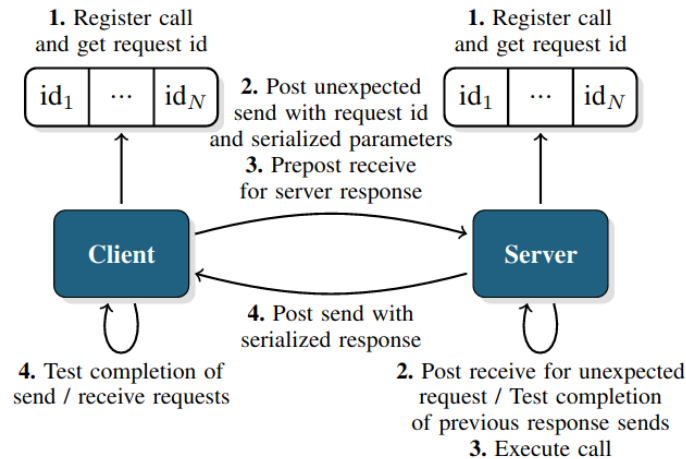 1. Register call
and get request id
id1 ... idN
2. Post unexpected
send with request id
and serialized parameters
3. Prepost receive
for server response
1. Register call
and get request id
id1 ... idN
Client
Server
4. Post send with
serialized response
4. Test completion of
send / receive requests
2. Post receive for unexpected
request / Test completion
of previous response sends
3. Execute call